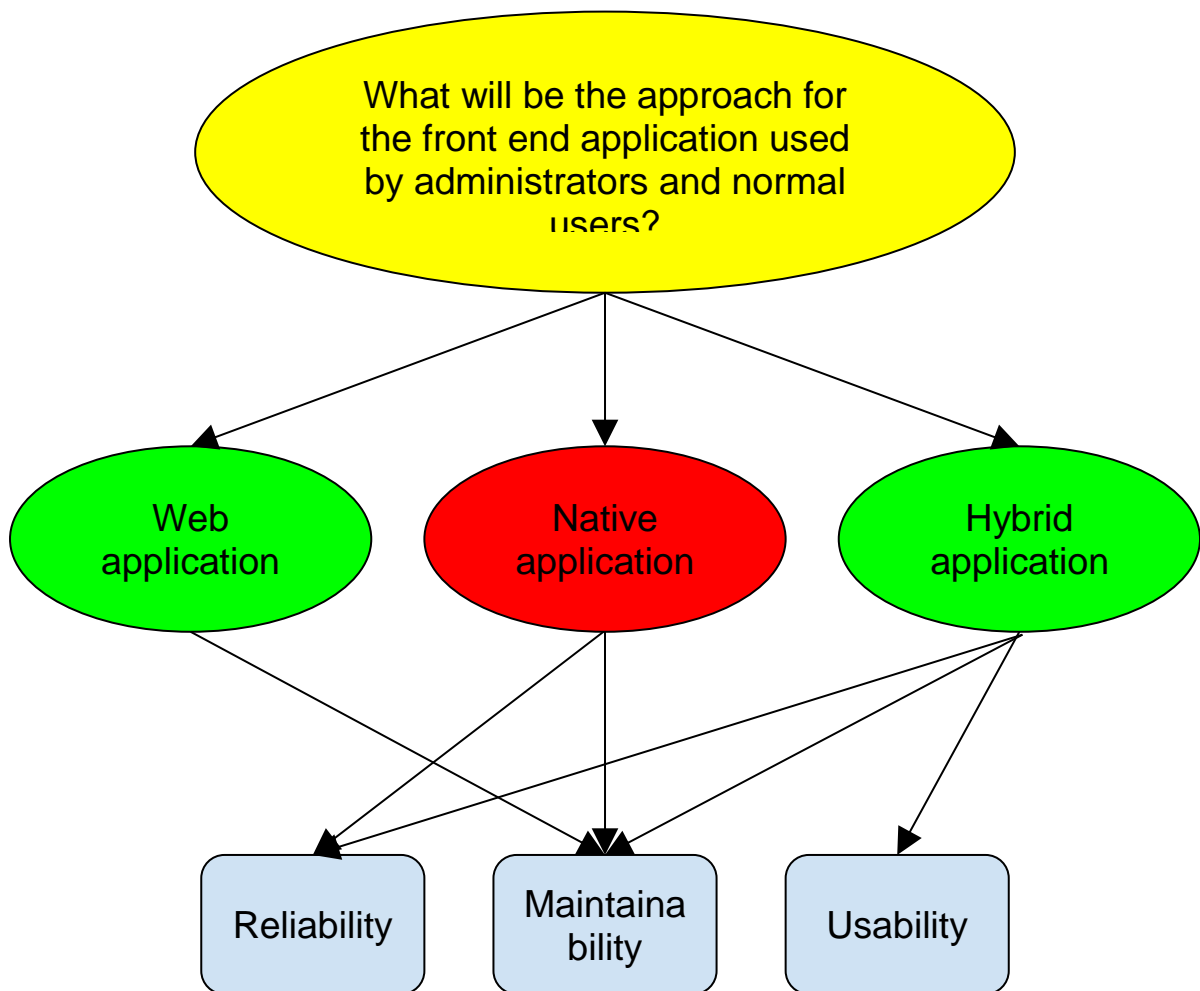 What will be the approach for
the front end application used
by administrators and normal
users?
Web
application
Native
application
Hybrid
application
Reliability
Maintaina
bility
Usability